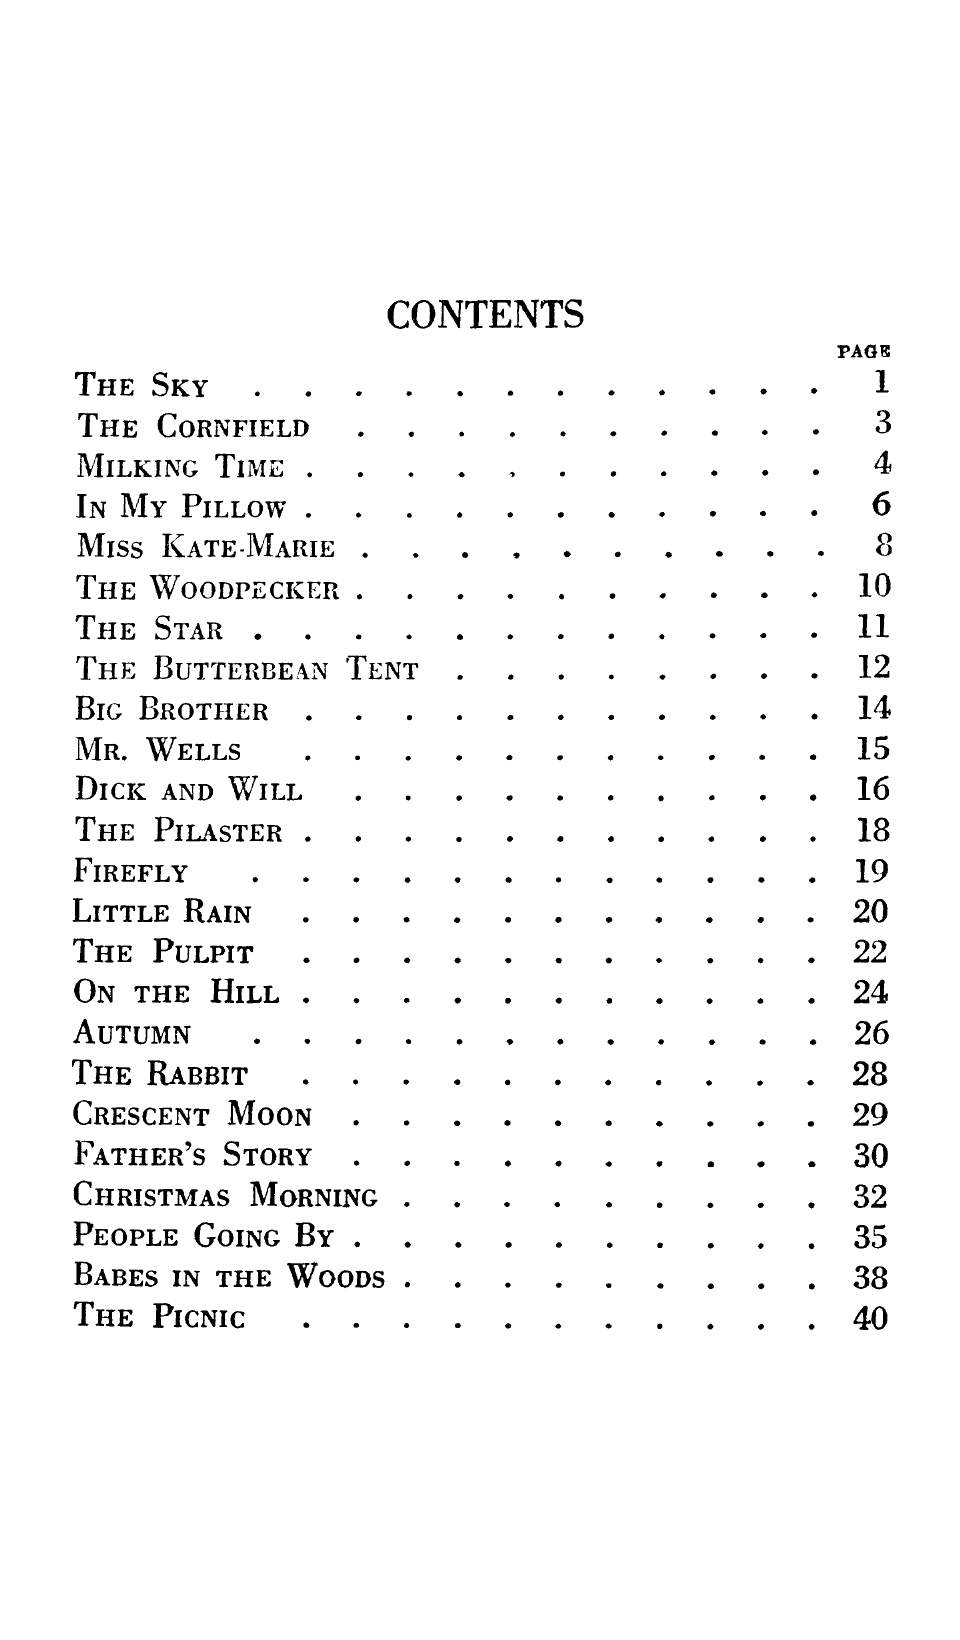 CONTENTS
PAGE
The Sky . . . . . . . . . . . . 1
The Cornfield . . . . . . . . . . 3
Milking Time . . . . . . . . . . . 4
In My Pillow . . . . . . . . . . . 6
Miss Kate-Marie . . . . . . . . . . 8
The Woodpecker . . . . . . . . . . 10
The Star . . . . . . . . . . . . 11
The Butterbean Tent . . . . . . . . 12
Big Brother . . . . . . . . . . . 14
Mr. Wells . . . . . . . . . . . 15
Dick and Will . . . . . . . . . . 16
The Pilaster . . . . . . . . . . . 18
Firefly . . . . . . . . . . . . 19
Little Rain . . . . . . . . . . . 20
The Pulpit . . . . . . . . . . . 22
On the Hill . . . . . . . . . . . 24
Autumn . . . . . . . . . . . . 26
The Rabbit . . . . . . . . . . . 28
Crescent Moon . . . . . . . . . . 29
Father's Story . . . . . . . . . . 30
Christmas Morning . . . . . . . . . 32
People Going By . . . . . . . . . . 35
Babes in the Woods . . . . . . . . . 38
The Picnic . . . . . . . . . . . 40